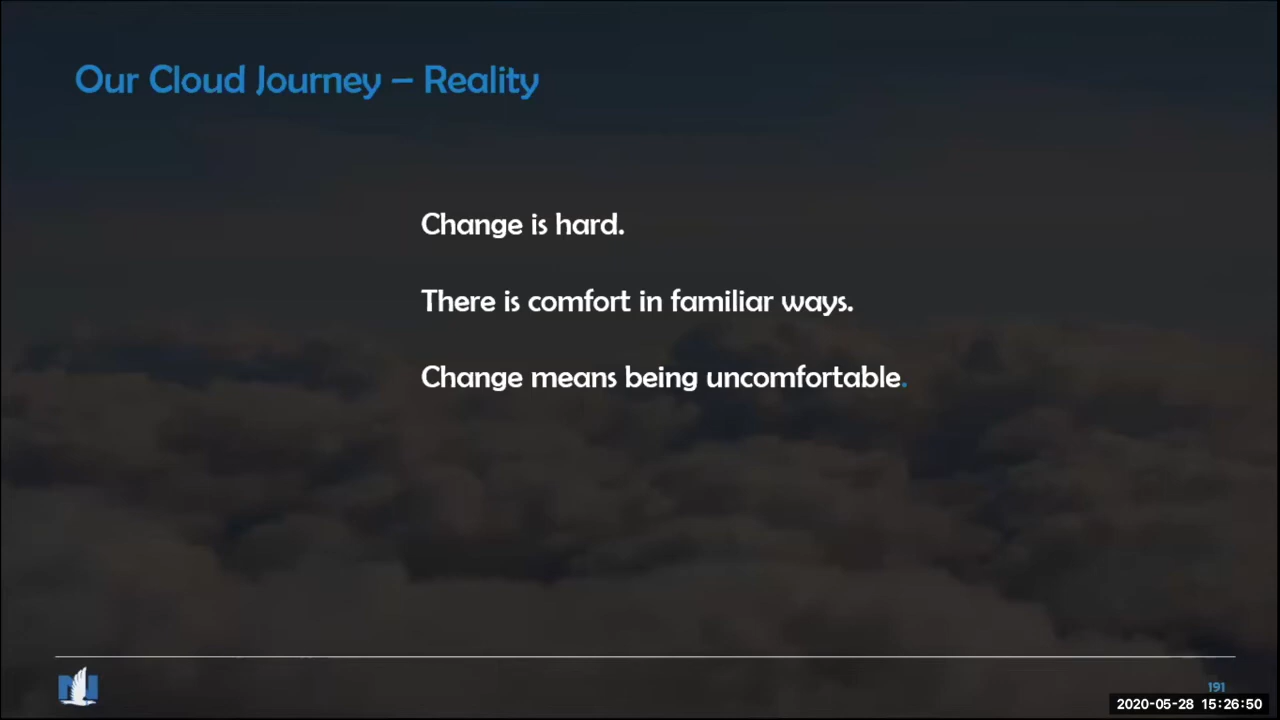 Our Cloud Journey – Reality
Change is hard.
There is comfort in familiar ways.
Change means being uncomfortable.
N
191
2020-05-28 15:26:50